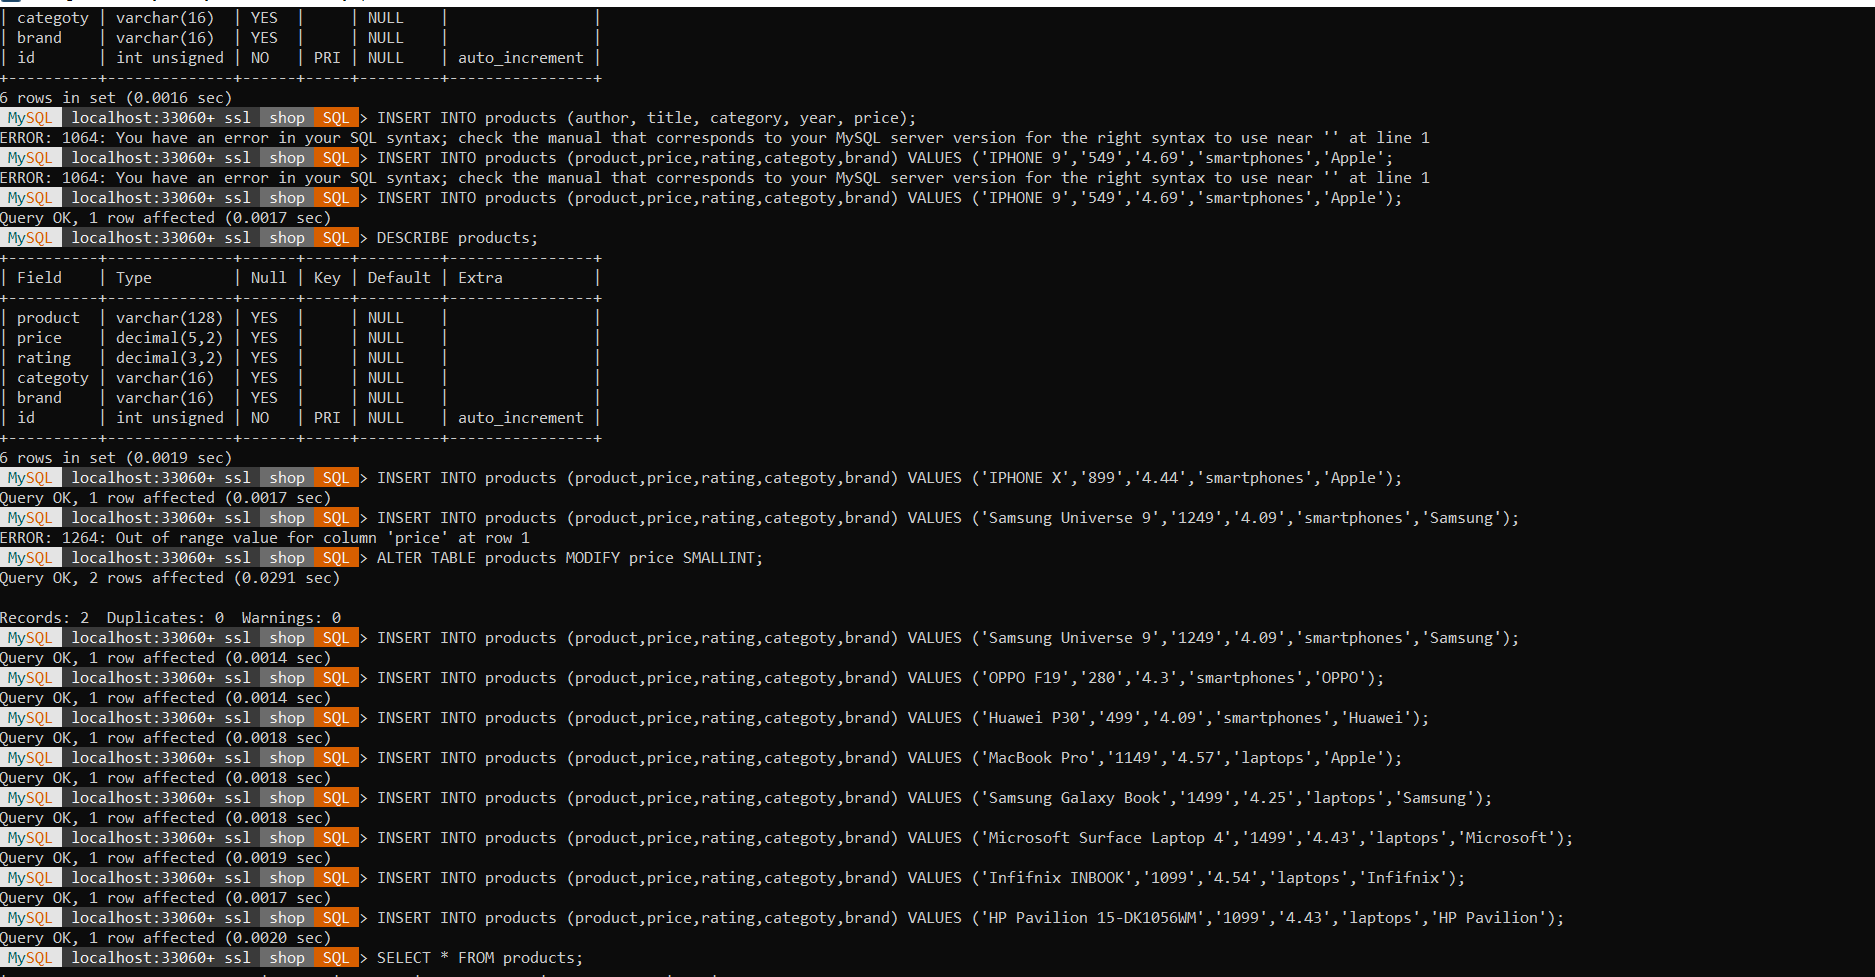 | categoty | varchar(16)  | YES  |     | NULL    |                |
| brand    | varchar(16)  | YES  |     | NULL    |                |
| id       | int unsigned | NO   | PRI | NULL    | auto_increment |
+----------+--------------+------+-----+---------+----------------+
6 rows in set (0.0016 sec)
MySQL localhost:33060+ ssl shop SQL > INSERT INTO products (author, title, category, year, price);
ERROR: 1064: You have an error in your SQL syntax; check the manual that corresponds to your MySQL server version for the right syntax to use near '' at line 1
MySQL localhost:33060+ ssl shop SQL > INSERT INTO products (product,price,rating,categoty,brand) VALUES ('IPHONE 9','549','4.69','smartphones','Apple';
ERROR: 1064: You have an error in your SQL syntax; check the manual that corresponds to your MySQL server version for the right syntax to use near '' at line 1
MySQL localhost:33060+ ssl shop SQL > INSERT INTO products (product,price,rating,categoty,brand) VALUES ('IPHONE 9','549','4.69','smartphones','Apple');
Query OK, 1 row affected (0.0017 sec)
MySQL localhost:33060+ ssl shop SQL > DESCRIBE products;
+----------+--------------+------+-----+---------+----------------+
| Field    | Type         | Null | Key | Default | Extra          |
+----------+--------------+------+-----+---------+----------------+
| product  | varchar(128) | YES  |     | NULL    |                |
| price    | decimal(5,2) | YES  |     | NULL    |                |
| rating   | decimal(3,2) | YES  |     | NULL    |                |
| categoty | varchar(16)  | YES  |     | NULL    |                |
| brand    | varchar(16)  | YES  |     | NULL    |                |
| id       | int unsigned | NO   | PRI | NULL    | auto_increment |
+----------+--------------+------+-----+---------+----------------+
6 rows in set (0.0019 sec)
MySQL localhost:33060+ ssl shop SQL > INSERT INTO products (product,price,rating,categoty,brand) VALUES ('IPHONE X','899','4.44','smartphones','Apple');
Query OK, 1 row affected (0.0017 sec)
MySQL localhost:33060+ ssl shop SQL > INSERT INTO products (product,price,rating,categoty,brand) VALUES ('Samsung Universe 9','1249','4.09','smartphones','Samsung');
ERROR: 1264: Out of range value for column 'price' at row 1
MySQL localhost:33060+ ssl shop SQL > ALTER TABLE products MODIFY price SMALLINT;
Query OK, 2 rows affected (0.0291 sec)

Records: 2  Duplicates: 0  Warnings: 0
MySQL localhost:33060+ ssl shop SQL > INSERT INTO products (product,price,rating,categoty,brand) VALUES ('Samsung Universe 9','1249','4.09','smartphones','Samsung');
Query OK, 1 row affected (0.0014 sec)
MySQL localhost:33060+ ssl shop SQL > INSERT INTO products (product,price,rating,categoty,brand) VALUES ('OPPO F19','280','4.3','smartphones','OPPO');
Query OK, 1 row affected (0.0014 sec)
MySQL localhost:33060+ ssl shop SQL > INSERT INTO products (product,price,rating,categoty,brand) VALUES ('Huawei P30','499','4.09','smartphones','Huawei');
Query OK, 1 row affected (0.0018 sec)
MySQL localhost:33060+ ssl shop SQL > INSERT INTO products (product,price,rating,categoty,brand) VALUES ('MacBook Pro','1149','4.57','laptops','Apple');
Query OK, 1 row affected (0.0018 sec)
MySQL localhost:33060+ ssl shop SQL > INSERT INTO products (product,price,rating,categoty,brand) VALUES ('Samsung Galaxy Book','1499','4.25','laptops','Samsung');
Query OK, 1 row affected (0.0018 sec)
MySQL localhost:33060+ ssl shop SQL > INSERT INTO products (product,price,rating,categoty,brand) VALUES ('Microsoft Surface Laptop 4','1499','4.43','laptops','Microsoft');
Query OK, 1 row affected (0.0019 sec)
MySQL localhost:33060+ ssl shop SQL > INSERT INTO products (product,price,rating,categoty,brand) VALUES ('Infifnix INBOOK','1099','4.54','laptops','Infifnix');
Query OK, 1 row affected (0.0017 sec)
MySQL localhost:33060+ ssl shop SQL > INSERT INTO products (product,price,rating,categoty,brand) VALUES ('HP Pavilion 15-DK1056WM','1099','4.43','laptops','HP Pavilion');
Query OK, 1 row affected (0.0020 sec)
MySQL localhost:33060+ ssl shop SQL > SELECT * FROM products;